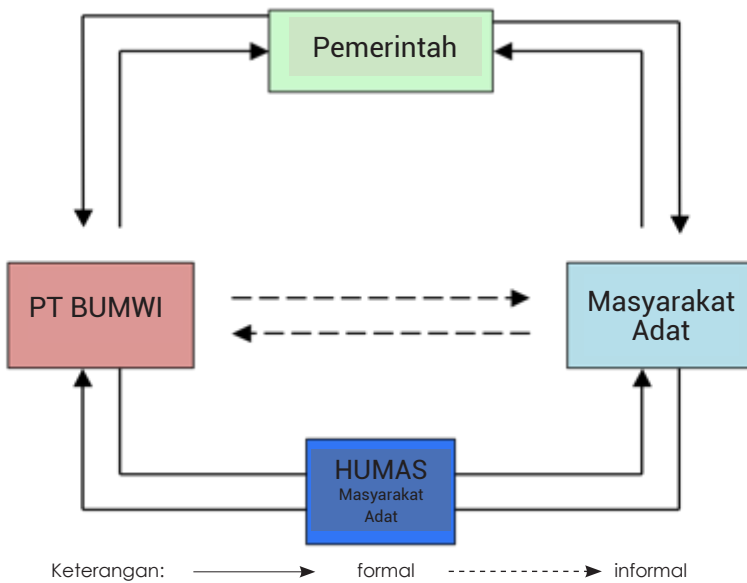 Pemerintah
PT BUMWI
Masyarakat
Adat
HUMAS
Masyarakat
Adat
Keterangan: formal informal